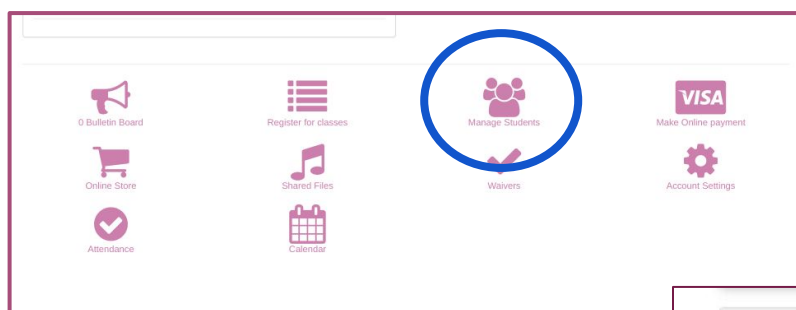 0 Bulletin Board
Register for classes
Manage Students
VISA
Make Online payment
Online Store
Shared Files
Waivers
Account Settings
Attendance
Calendar